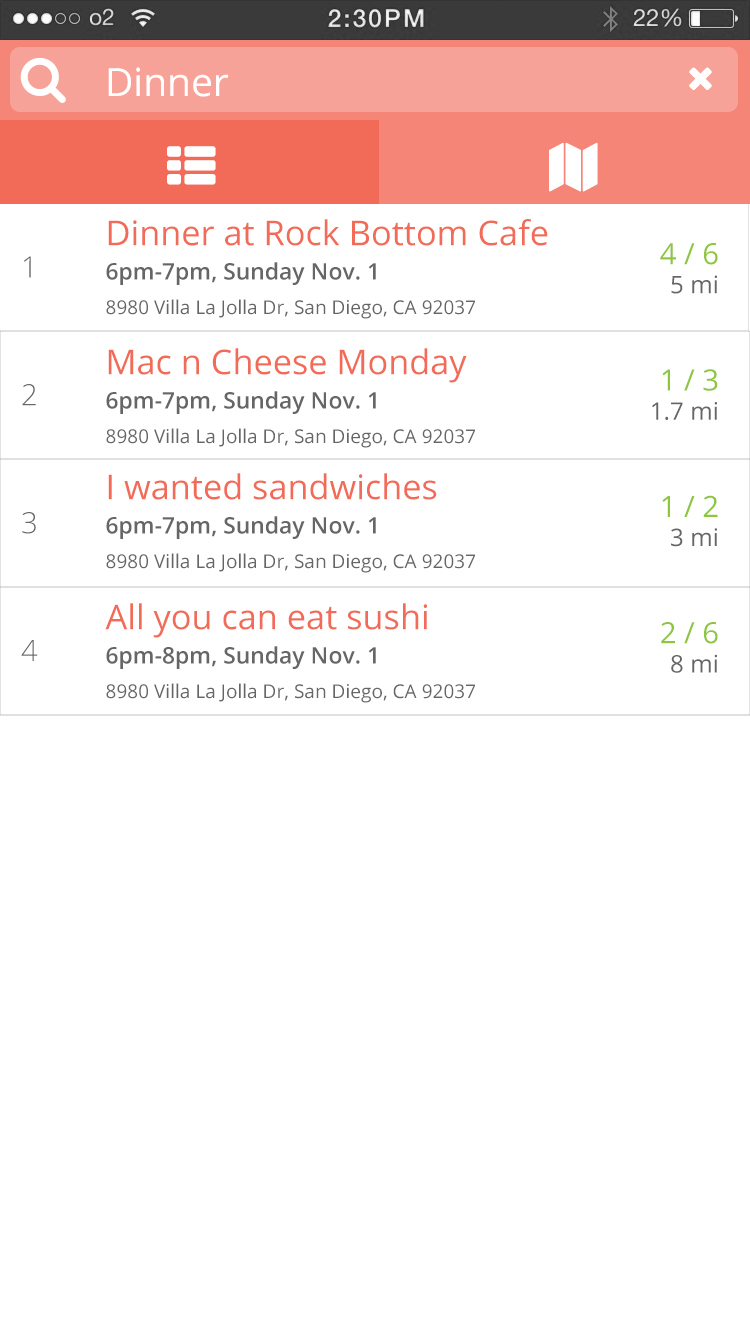 o2 2:30PM 22%
Dinner
1
Dinner at Rock Bottom Cafe
6pm-7pm, Sunday Nov. 1
8980 Villa La Jolla Dr, San Diego, CA 92037
4 / 6
5 mi
2
Mac n Cheese Monday
6pm-7pm, Sunday Nov. 1
8980 Villa La Jolla Dr, San Diego, CA 92037
1 / 3
1.7 mi
3
I wanted sandwiches
6pm-7pm, Sunday Nov. 1
8980 Villa La Jolla Dr, San Diego, CA 92037
1 / 2
3 mi
4
All you can eat sushi
6pm-8pm, Sunday Nov. 1
8980 Villa La Jolla Dr, San Diego, CA 92037
2 / 6
8 mi